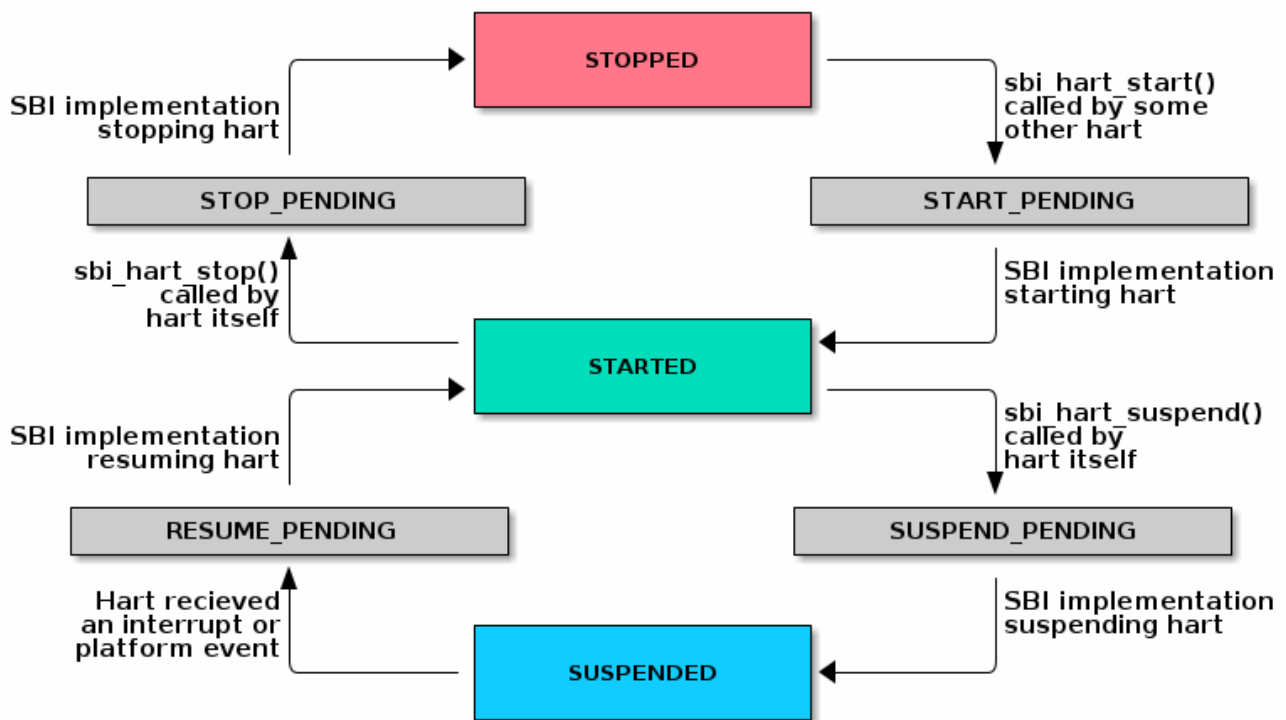 STOPPED
SBI implementation
stopping hart
sbi_hart_start()
called by some
other hart
STOP_PENDING
START_PENDING
sbi_hart_stop()
called by
hart itself
SBI implementation
starting hart
STARTED
SBI implementation
resuming hart
sbi_hart_suspend()
called by
hart itself
RESUME_PENDING
SUSPEND_PENDING
Hart recieved
an interrupt or
platform event
SBI implementation
suspending hart
SUSPENDED